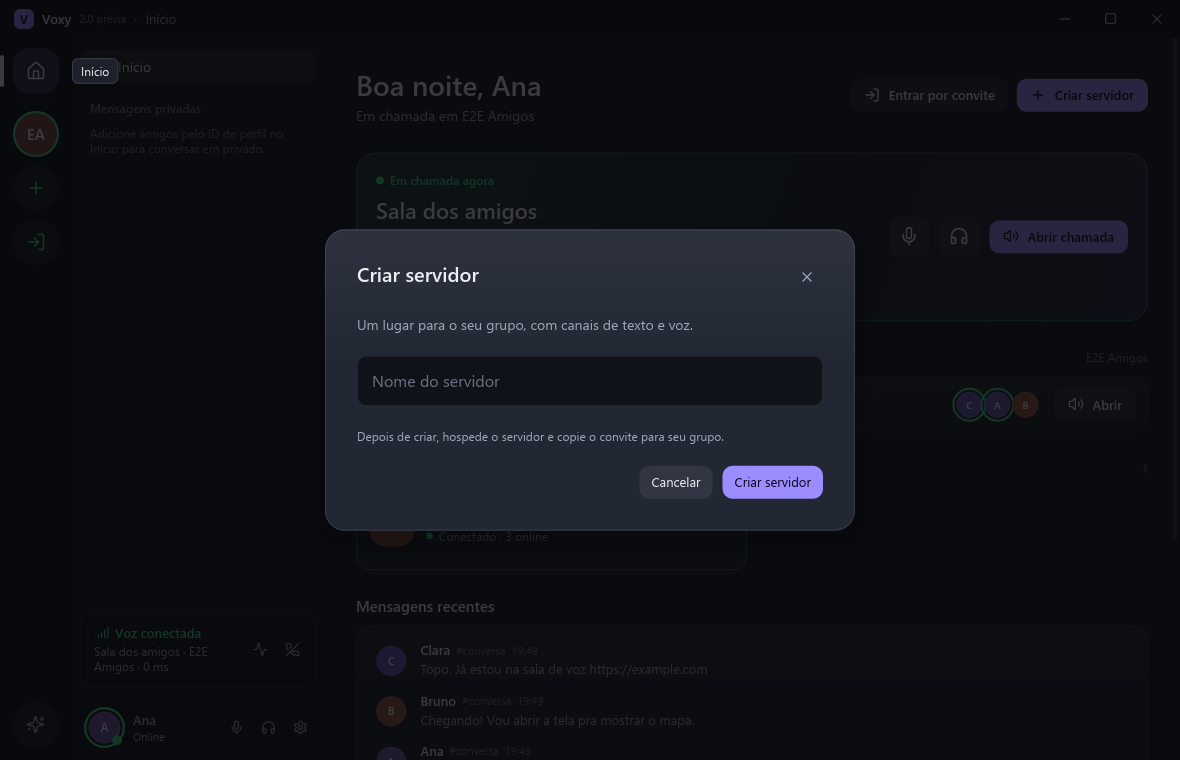 V Voxy 2.0 prévia · Início
Início
Início
EA
Mensagens privadas
Adicione amigos pelo ID de perfil no
Início para conversar em privado.
Boa noite, Ana
Em chamada em E2E Amigos
Entrar por convite
Criar servidor
Em chamada agora
Sala dos amigos
Abrir chamada
Criar servidor
Um lugar para o seu grupo, com canais de texto e voz.
Nome do servidor
Depois de criar, hospede o servidor e copie o convite para seu grupo.
Cancelar
Criar servidor
E2E Amigos
C A B
Abrir
1
Conectado · 3 online
Mensagens recentes
C
Clara #conversa 19:49
Topo. Já estou na sala de voz https://example.com
B
Bruno #conversa 19:49
Chegando! Vou abrir a tela pra mostrar o mapa.
Ana #conversa 19:49
Voz conectada
Sala dos amigos · E2E
Amigos · 0 ms
A
Ana
Online